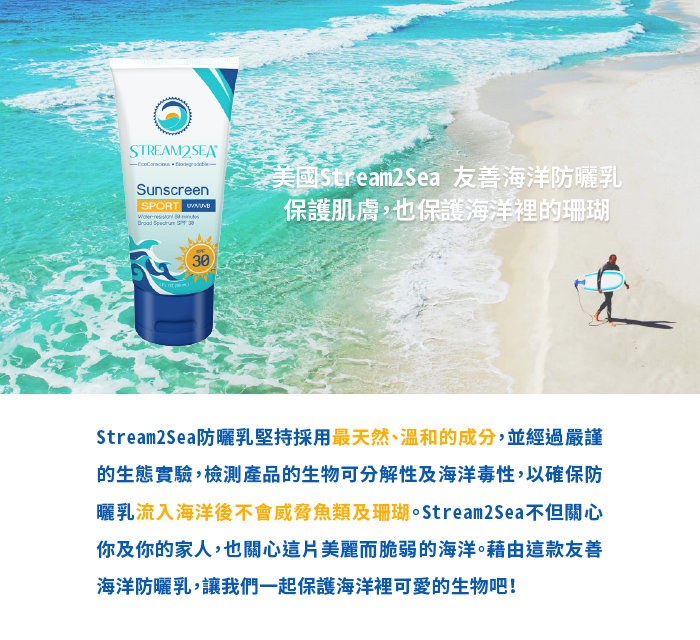 STREAM2SEA®
EcoConscious • Biodegradable
Sunscreen
SPORT UVA/UVB
Water-resistant 80 minutes
Broad Spectrum SPF 30
SPF
30
美國Stream2Sea 友善海洋防曬乳
保護肌膚，也保護海洋裡的珊瑚
Stream2Sea防曬乳堅持採用最天然、溫和的成分，並經過嚴謹
的生態實驗，檢測產品的生物可分解性及海洋毒性，以確保防
曬乳流入海洋後不會威脅魚類及珊瑚。Stream2Sea不但關心
你及你的家人，也關心這片美麗而脆弱的海洋。藉由這款友善
海洋防曬乳，讓我們一起保護海洋裡可愛的生物吧！